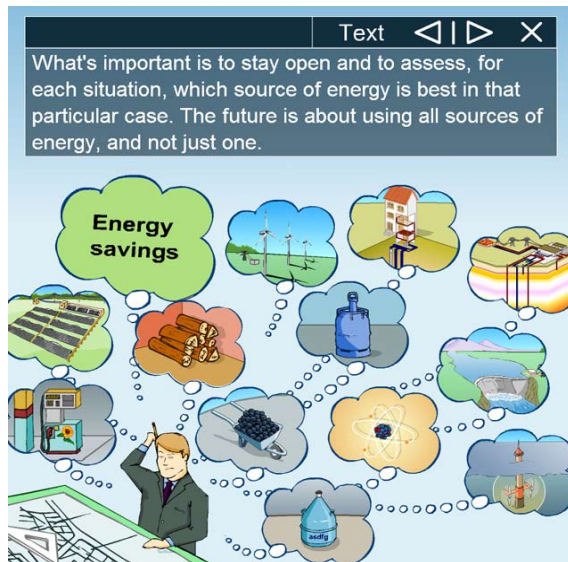 Text
What's important is to stay open and to assess, for
each situation, which source of energy is best in that
particular case. The future is about using all sources of
energy, and not just one.
Energy
savings
asdfg